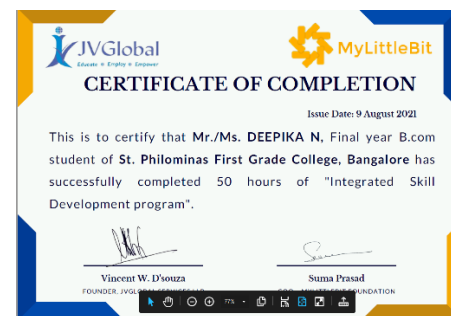 JVGlobal
Educate • Employ • Empower
MyLittleBit
CERTIFICATE OF COMPLETION
Issue Date: 9 August 2021
This is to certify that Mr./Ms. DEEPIKA N, Final year B.com
student of St. Philominas First Grade College, Bangalore has
successfully completed 50 hours of "Integrated Skill
Development program".
Vincent W. D'souza
Suma Prasad
FOUNDER, JVGL
UNDATION
77%